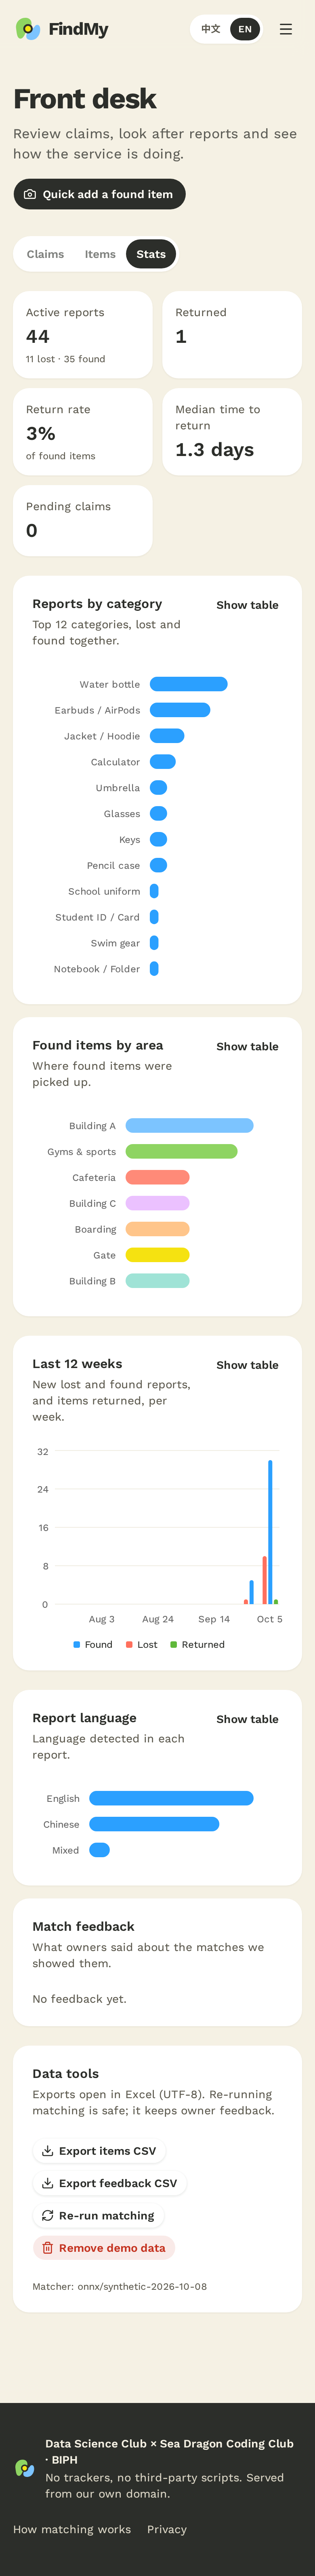 FindMy
中文
EN
Front desk
Review claims, look after reports and see
how the service is doing.
Quick add a found item
Claims
Items
Stats
Active reports
44
11 lost · 35 found
Returned
1
Return rate
3%
of found items
Median time to
return
1.3 days
Pending claims
0
Reports by category
Show table
Top 12 categories, lost and
found together.
Water bottle
Earbuds / AirPods
Jacket / Hoodie
Calculator
Umbrella
Glasses
Keys
Pencil case
School uniform
Student ID / Card
Swim gear
Notebook / Folder
Found items by area
Show table
Where found items were
picked up.
Building A
Gyms & sports
Cafeteria
Building C
Boarding
Gate
Building B
Last 12 weeks
Show table
New lost and found reports,
and items returned, per
week.
32
24
16
8
0
Aug 3
Aug 24
Sep 14
Oct 5
Found
Lost
Returned
Report language
Show table
Language detected in each
report.
English
Chinese
Mixed
Match feedback
What owners said about the matches we
showed them.
No feedback yet.
Data tools
Exports open in Excel (UTF-8). Re-running
matching is safe; it keeps owner feedback.
Export items CSV
Export feedback CSV
Re-run matching
Remove demo data
Matcher: onnx/synthetic-2026-10-08
Data Science Club × Sea Dragon Coding Club
· BIPH
No trackers, no third-party scripts. Served
from our own domain.
How matching works
Privacy